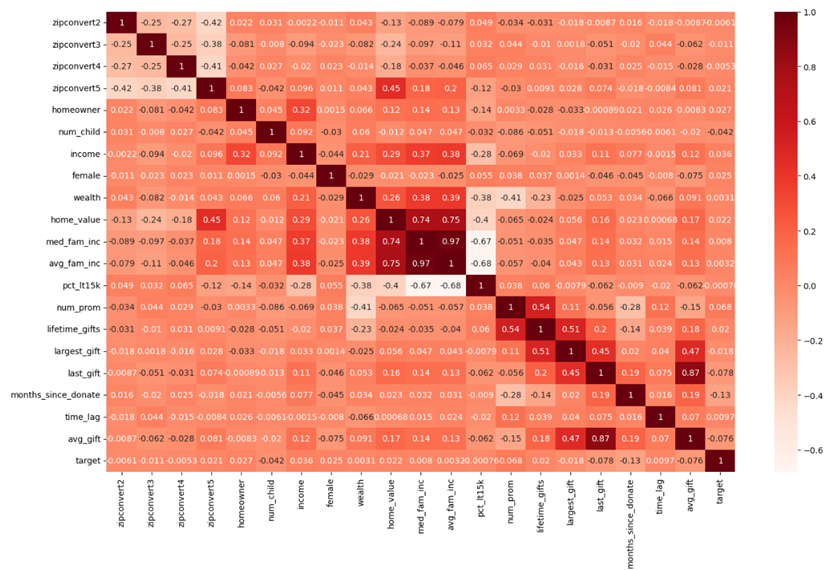 zipconvert2 1 -0.25 -0.27 -0.42 0.022 0.031 -0.0022 0.011 0.043 -0.13 -0.089 -0.079 0.049 -0.034 -0.031 -0.018 -0.0087 0.016 -0.018 -0.0087 -0.0061
zipconvert3 -0.25 1 -0.25 -0.38 -0.081 -0.008 -0.094 0.023 -0.082 -0.24 -0.097 -0.11 0.032 0.044 -0.01 0.0018 -0.051 -0.02 0.044 -0.062 -0.011
zipconvert4 -0.27 -0.25 1 -0.41 -0.042 0.027 -0.02 0.023 -0.014 -0.18 -0.037 -0.046 0.065 0.029 0.031 -0.016 -0.031 0.025 -0.015 -0.028 -0.0053
zipconvert5 -0.42 -0.38 -0.41 1 0.083 -0.042 0.096 0.011 0.043 0.45 0.18 0.2 -0.12 -0.03 0.0091 0.028 0.074 -0.018 -0.0084 0.081 0.021
homeowner 0.022 -0.081 -0.042 0.083 1 0.045 0.32 0.0015 0.066 0.12 0.14 0.13 -0.14 0.0033 -0.028 -0.033 -0.00089 0.021 0.026 -0.0083 0.027
num_child 0.031 -0.008 0.027 -0.042 0.045 1 0.092 -0.03 0.06 -0.012 0.047 0.047 -0.032 -0.086 -0.051 -0.018 -0.013 -0.0056 -0.0061 -0.02 -0.042
income -0.0022 -0.094 -0.02 0.096 0.32 0.092 1 -0.044 0.21 0.29 0.37 0.38 -0.28 -0.069 -0.02 0.033 0.11 0.077 -0.0015 0.12 0.036
female 0.011 0.023 0.023 0.011 0.0015 -0.03 -0.044 1 -0.029 -0.021 -0.023 -0.025 0.055 0.038 0.037 0.0014 -0.046 -0.045 -0.008 -0.075 0.025
wealth 0.043 -0.082 -0.014 0.043 0.066 0.06 0.21 -0.029 1 0.26 0.38 0.39 -0.38 -0.41 -0.23 -0.025 0.053 0.034 -0.066 0.091 0.0031
home_value -0.13 -0.24 -0.18 0.45 0.12 -0.012 0.29 -0.021 0.26 1 0.74 0.75 -0.4 -0.065 -0.024 0.056 0.16 0.023 0.00068 0.17 0.022
med_fam_inc -0.089 -0.097 -0.037 0.18 0.14 0.047 0.37 -0.023 0.38 0.74 1 0.97 -0.67 -0.051 -0.035 0.047 0.14 0.032 0.015 0.14 0.008
avg_fam_inc -0.079 -0.11 -0.046 0.2 0.13 0.047 0.38 -0.025 0.39 0.75 0.97 1 -0.68 -0.057 -0.04 0.043 0.13 0.031 0.024 0.13 0.0032
pct_lt15k 0.049 0.032 0.065 -0.12 -0.14 -0.032 -0.28 0.055 -0.38 -0.4 -0.67 -0.68 1 0.038 0.06 -0.0079 -0.062 -0.009 -0.02 -0.062
num_prom -0.034 0.044 0.029 -0.03 0.0033 -0.086 -0.069 0.038 -0.41 -0.065 -0.051 -0.057 0.038 1 0.54 0.11 -0.056 -0.28 0.12 -0.15 0.068
lifetime_gifts -0.031 -0.01 0.031 0.0091 -0.028 -0.051 -0.02 0.037 -0.23 -0.024 -0.035 -0.04 0.06 0.54 1 0.51 0.2 -0.14 0.039 0.18 0.02
largest_gift -0.018 0.0018 -0.016 0.028 -0.033 -0.018 0.033 0.0014 -0.025 0.056 0.047 0.043 -0.0079 0.11 0.51 1 0.45 0.02 0.04 0.47 -0.018
last_gift -0.0087 -0.051 -0.031 0.074 -0.00089 -0.013 0.11 -0.046 0.053 0.16 0.14 0.13 -0.062 -0.056 0.2 0.45 1 0.19 0.075 0.87 -0.078
months_since_donate 0.016 -0.02 0.025 -0.018 0.021 -0.0056 0.077 -0.045 0.034 0.023 0.032 0.031 -0.009 -0.28 -0.14 0.02 0.19 1 0.016 0.19 -0.13
time_lag -0.018 0.044 -0.015 -0.0084 0.026 -0.0061 -0.0015 -0.008 -0.066 0.00068 0.015 0.024 -0.02 0.12 0.039 0.04 0.075 0.016 1 0.07 0.0097
avg_gift -0.0087 -0.062 -0.028 0.081 -0.0083 -0.02 0.12 -0.075 0.091 0.17 0.14 0.13 -0.062 -0.15 0.18 0.47 0.87 0.19 0.07 1 -0.076
target -0.0061 -0.011 -0.0053 0.021 0.027 -0.042 0.036 0.025 0.0031 0.022 0.008 0.0032 0.068 0.02 -0.018 -0.078 -0.13 0.0097 -0.076 1
zipconvert2 zipconvert3 zipconvert4 zipconvert5 homeowner num_child income female wealth home_value med_fam_inc avg_fam_inc pct_lt15k num_prom lifetime_gifts largest_gift last_gift months_since_donate time_lag avg_gift target
1.0
0.8
0.6
0.4
0.2
0.0
-0.2
-0.4
-0.6